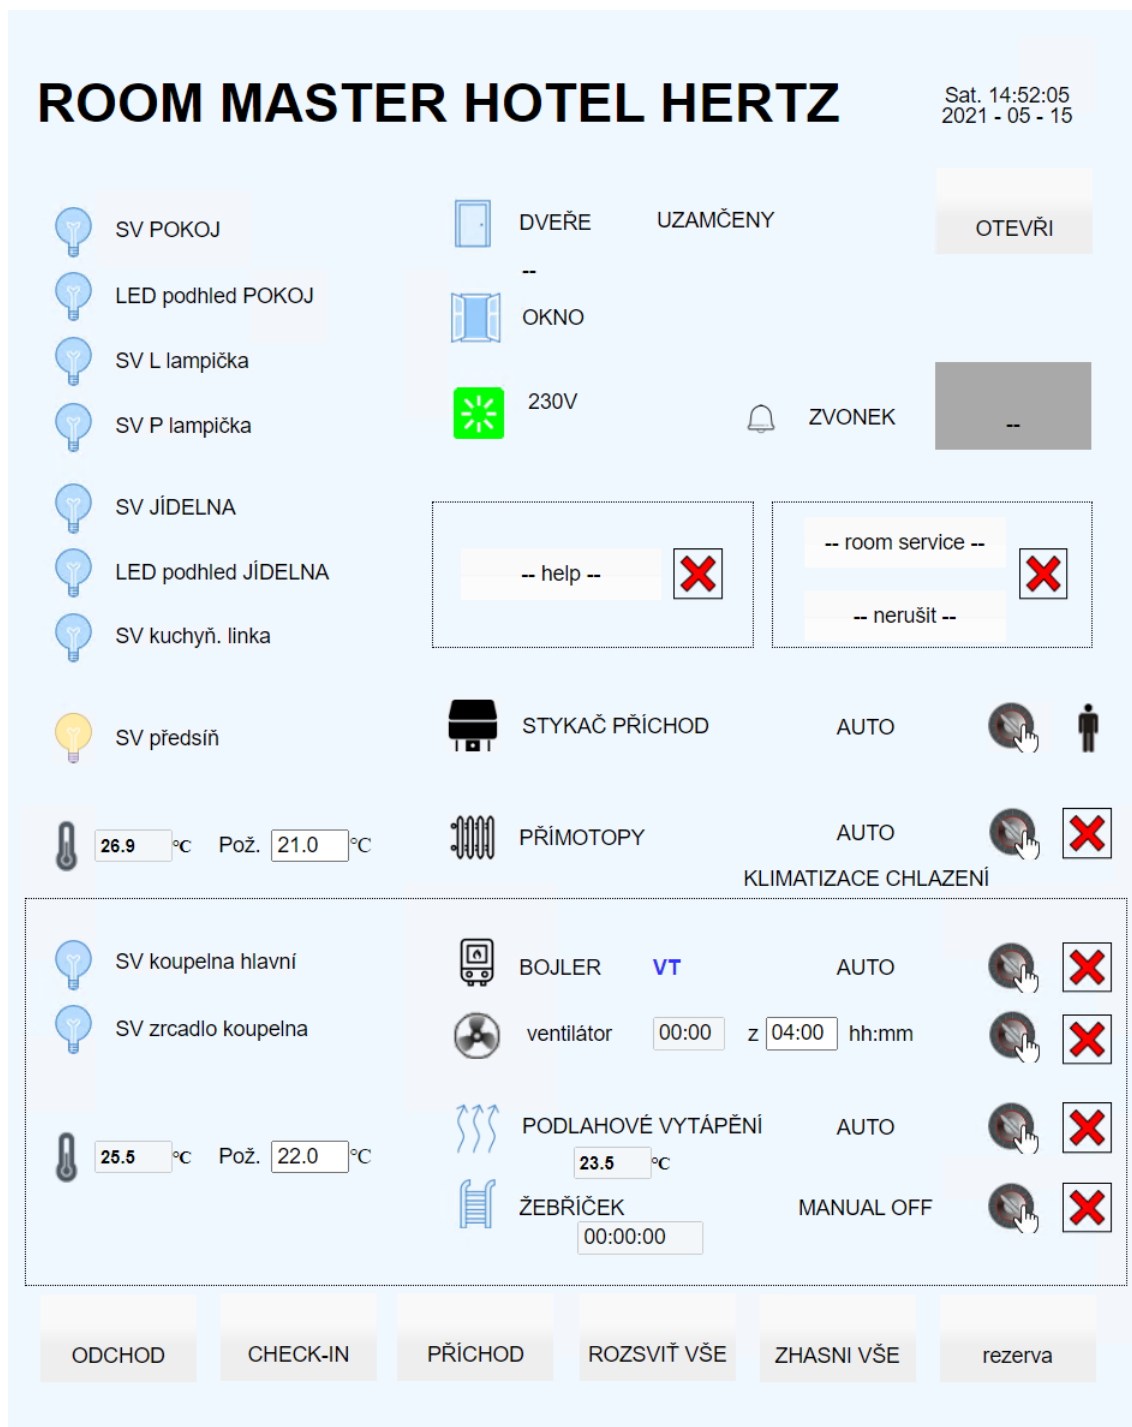 ROOM MASTER HOTEL HERTZ
Sat. 14:52:05
2021 - 05 - 15
SV POKOJ
DVEŘE UZAMČENY
OTEVŘI
--
LED podhled POKOJ
OKNO
SV L lampička
230V
SV P lampička
ZVONEK
--
SV JÍDELNA
LED podhled JÍDELNA
SV kuchyň. linka
-- help --
-- room service --
-- nerušit --
SV předsíň
STYKAČ PŘÍCHOD AUTO
26.9 °C Pož. 21.0 °C
PŘÍMOTOPY AUTO
KLIMATIZACE CHLAZENÍ
SV koupelna hlavní
BOJLER VT AUTO
SV zrcadlo koupelna
ventilátor 00:00 z 04:00 hh:mm
PODLAHOVÉ VYTÁPĚNÍ AUTO
25.5 °C Pož. 22.0 °C
23.5 °C
ŽEBŘÍČEK MANUAL OFF
00:00:00
ODCHOD CHECK-IN PŘÍCHOD ROZSVIŤ VŠE ZHASNI VŠE rezerva